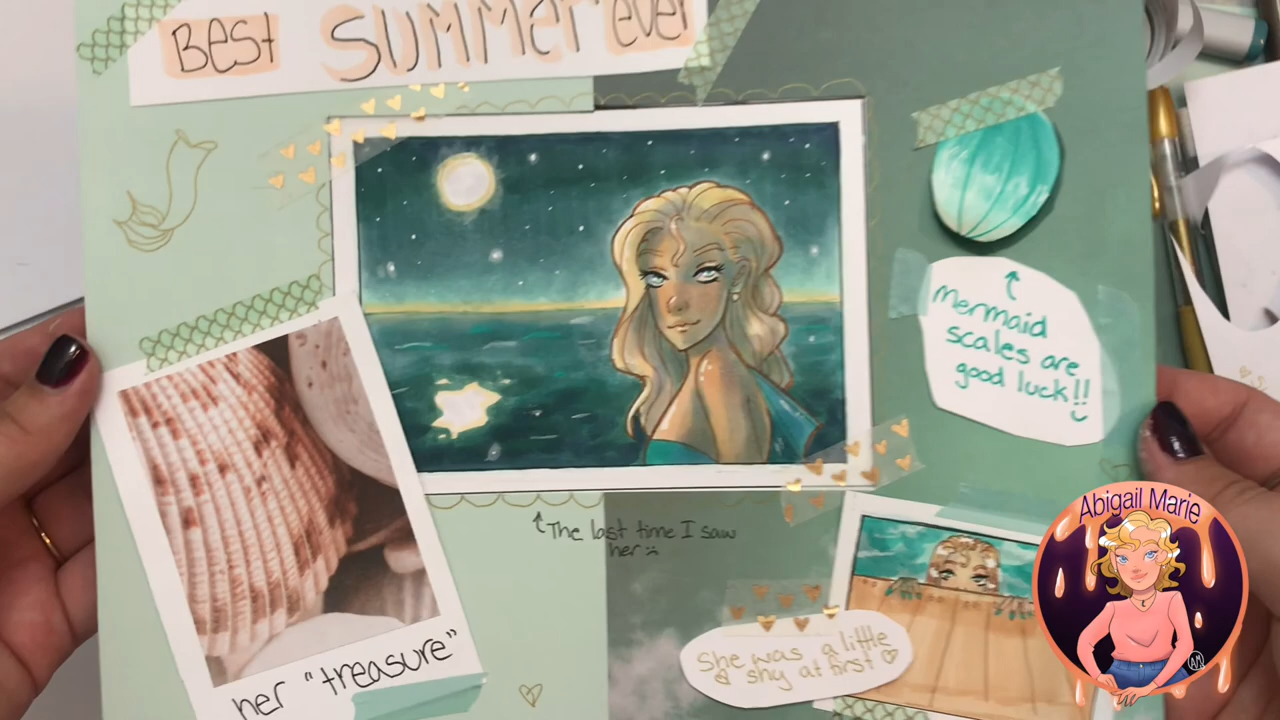 BEST SUMMER ever
Mermaid
scales are
good luck!!
The last time I saw
her
She was a little
shy at first
her "treasure"
Abigail Marie
AM